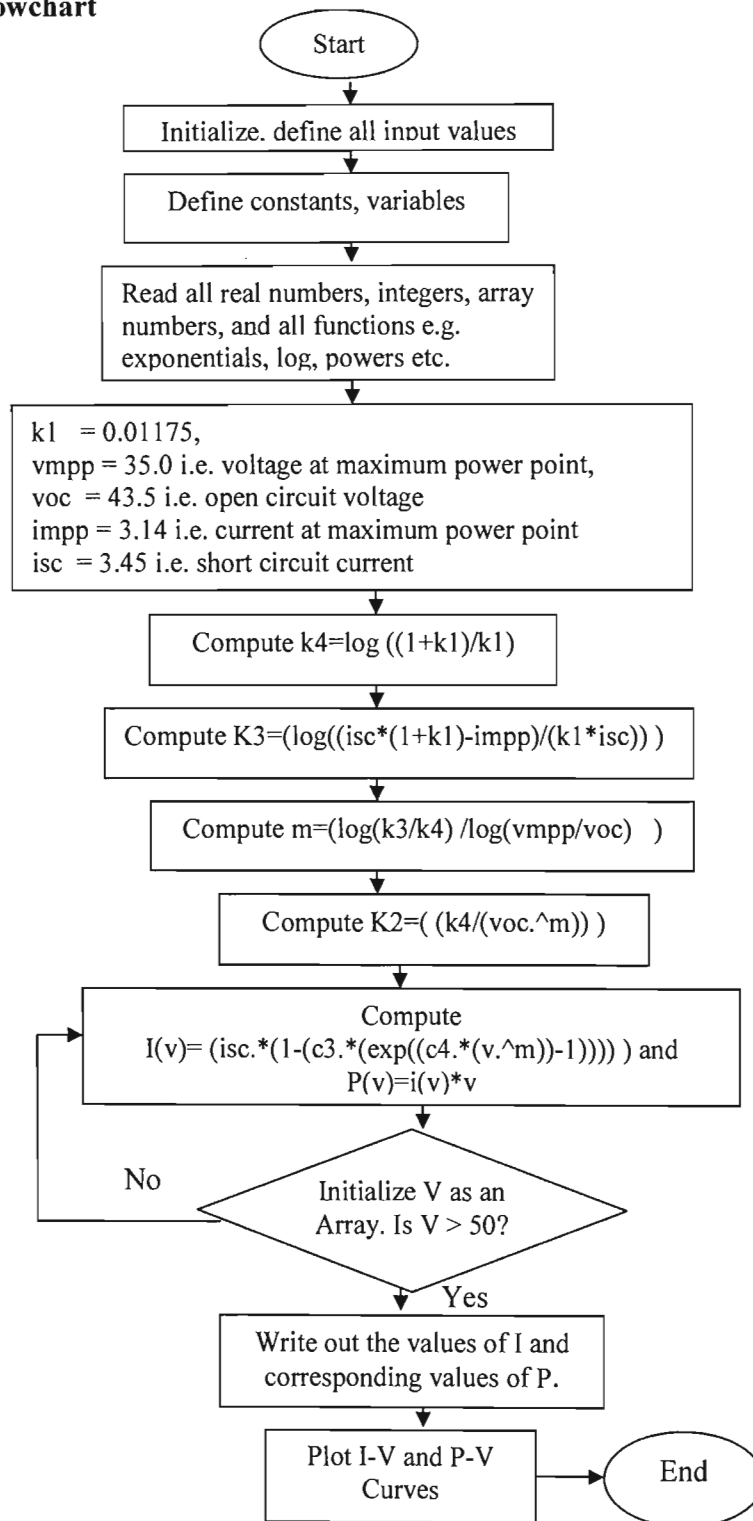 owchart
Start
Initialize. define all input values
Define constants, variables
Read all real numbers, integers, array
numbers, and all functions e.g.
exponentials, log, powers etc.
k1 = 0.01175,
vmpp = 35.0 i.e. voltage at maximum power point,
voc = 43.5 i.e. open circuit voltage
impp = 3.14 i.e. current at maximum power point
isc = 3.45 i.e. short circuit current
Compute k4=log ((1+k1)/k1)
Compute K3=(log((isc*(1+k1)-impp)/(k1*isc)) )
Compute m=(log(k3/k4) /log(vmpp/voc) )
Compute K2=( (k4/(voc.^m)) )
Compute
I(v)= (isc.*(1-(c3.*(exp((c4.*(v.^m))-1)))) ) and
P(v)=i(v)*v
No
Initialize V as an
Array. Is V > 50?
Yes
Write out the values of I and
corresponding values of P.
Plot I-V and P-V
Curves
End